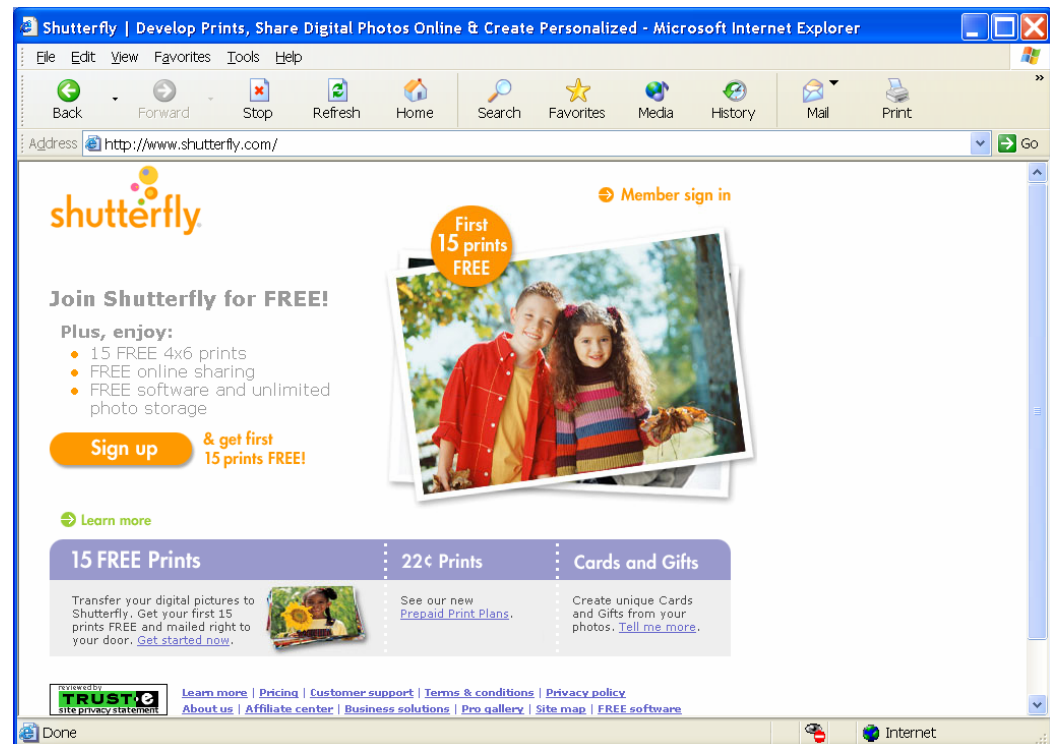 Shutterfly | Develop Prints, Share Digital Photos Online & Create Personalized - Microsoft Internet Explorer
File Edit View Favorites Tools Help
Back Forward Stop Refresh Home Search Favorites Media History Mail Print »
Address http://www.shutterfly.com/ Go
shutterfly.
Member sign in
First
15 prints
FREE
Join Shutterfly for FREE!
Plus, enjoy:
• 15 FREE 4x6 prints
• FREE online sharing
• FREE software and unlimited
photo storage
Sign up
& get first
15 prints FREE!
Learn more
15 FREE Prints
Transfer your digital pictures to
Shutterfly. Get your first 15
prints FREE and mailed right to
your door. Get started now.
22¢ Prints
See our new
Prepaid Print Plans.
Cards and Gifts
Create unique Cards
and Gifts from your
photos. Tell me more.
reviewed by
TRUST·e
site privacy statement
Learn more | Pricing | Customer support | Terms & conditions | Privacy policy
About us | Affiliate center | Business solutions | Pro gallery | Site map | FREE software
Done Internet